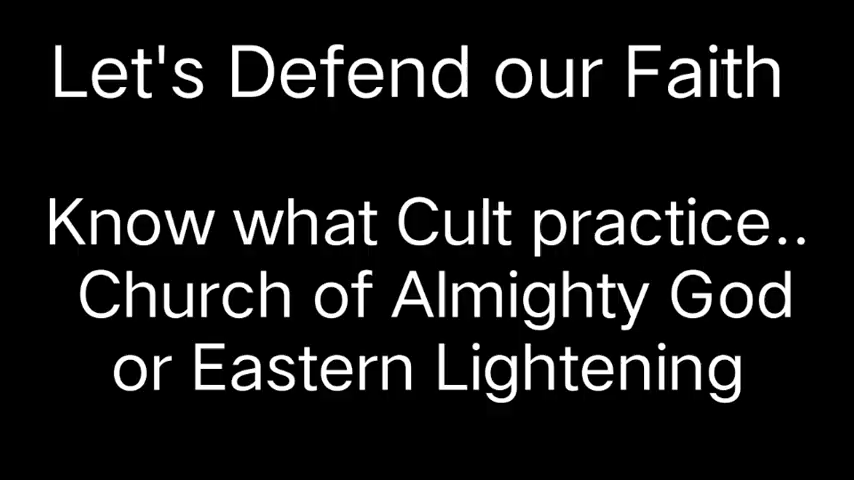 Let's Defend our Faith
Know what Cult practice..
Church of Almighty God
or Eastern Lightening